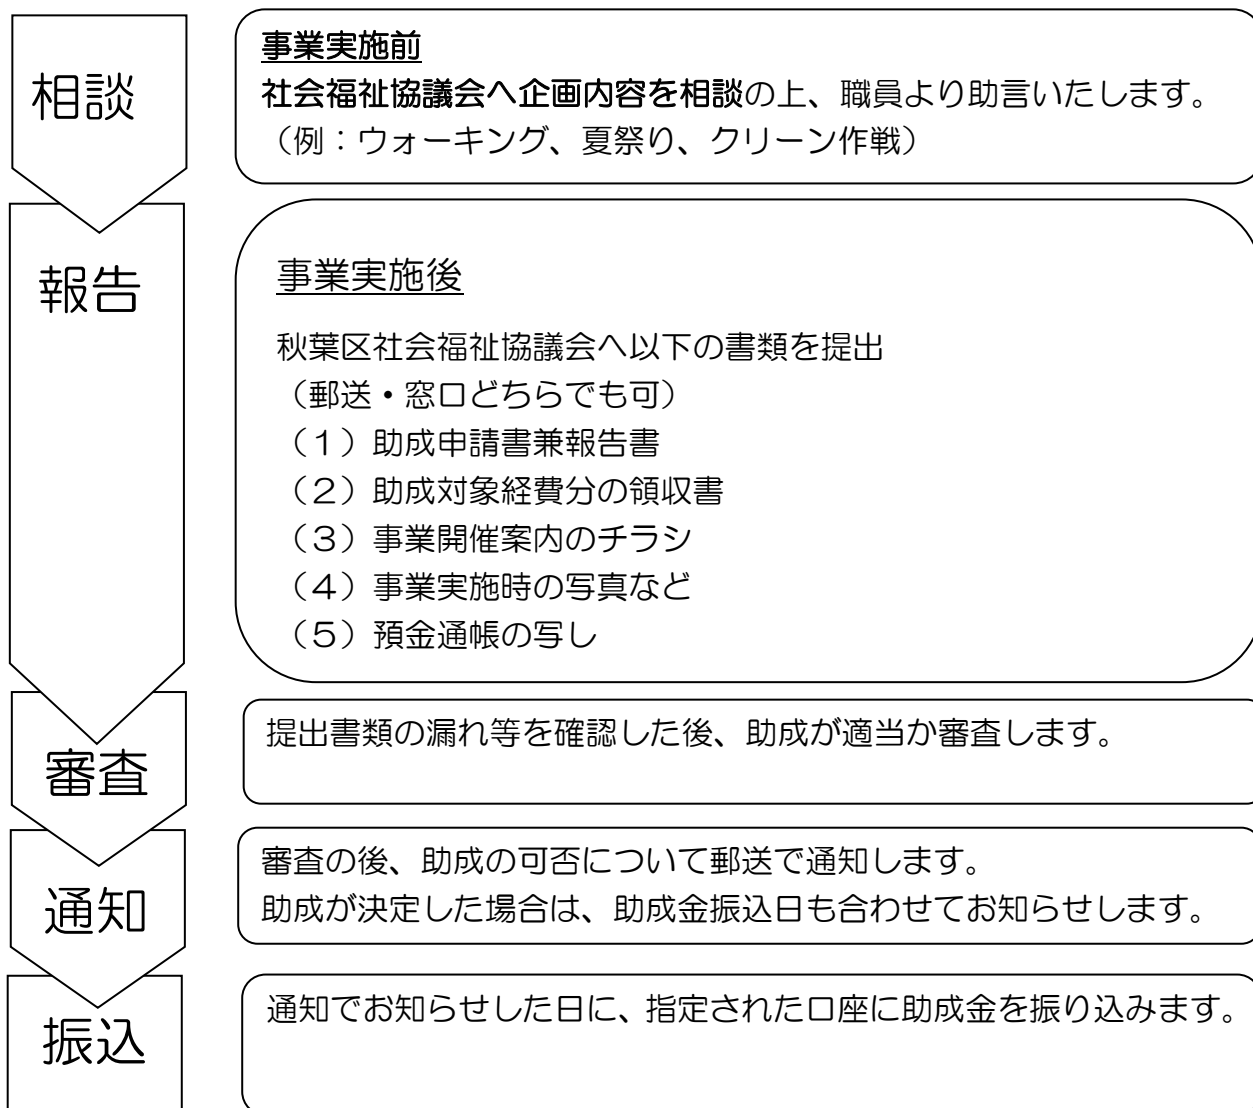 相談
事業実施前
社会福祉協議会へ企画内容を相談の上、職員より助言いたします。
（例：ウォーキング、夏祭り、クリーン作戦）
報告
事業実施後
秋葉区社会福祉協議会へ以下の書類を提出
（郵送・窓口どちらでも可）
（１）助成申請書兼報告書
（２）助成対象経費分の領収書
（３）事業開催案内のチラシ
（４）事業実施時の写真など
（５）預金通帳の写し
審査
提出書類の漏れ等を確認した後、助成が適当か審査します。
通知
審査の後、助成の可否について郵送で通知します。
助成が決定した場合は、助成金振込日も合わせてお知らせします。
振込
通知でお知らせした日に、指定された口座に助成金を振り込みます。